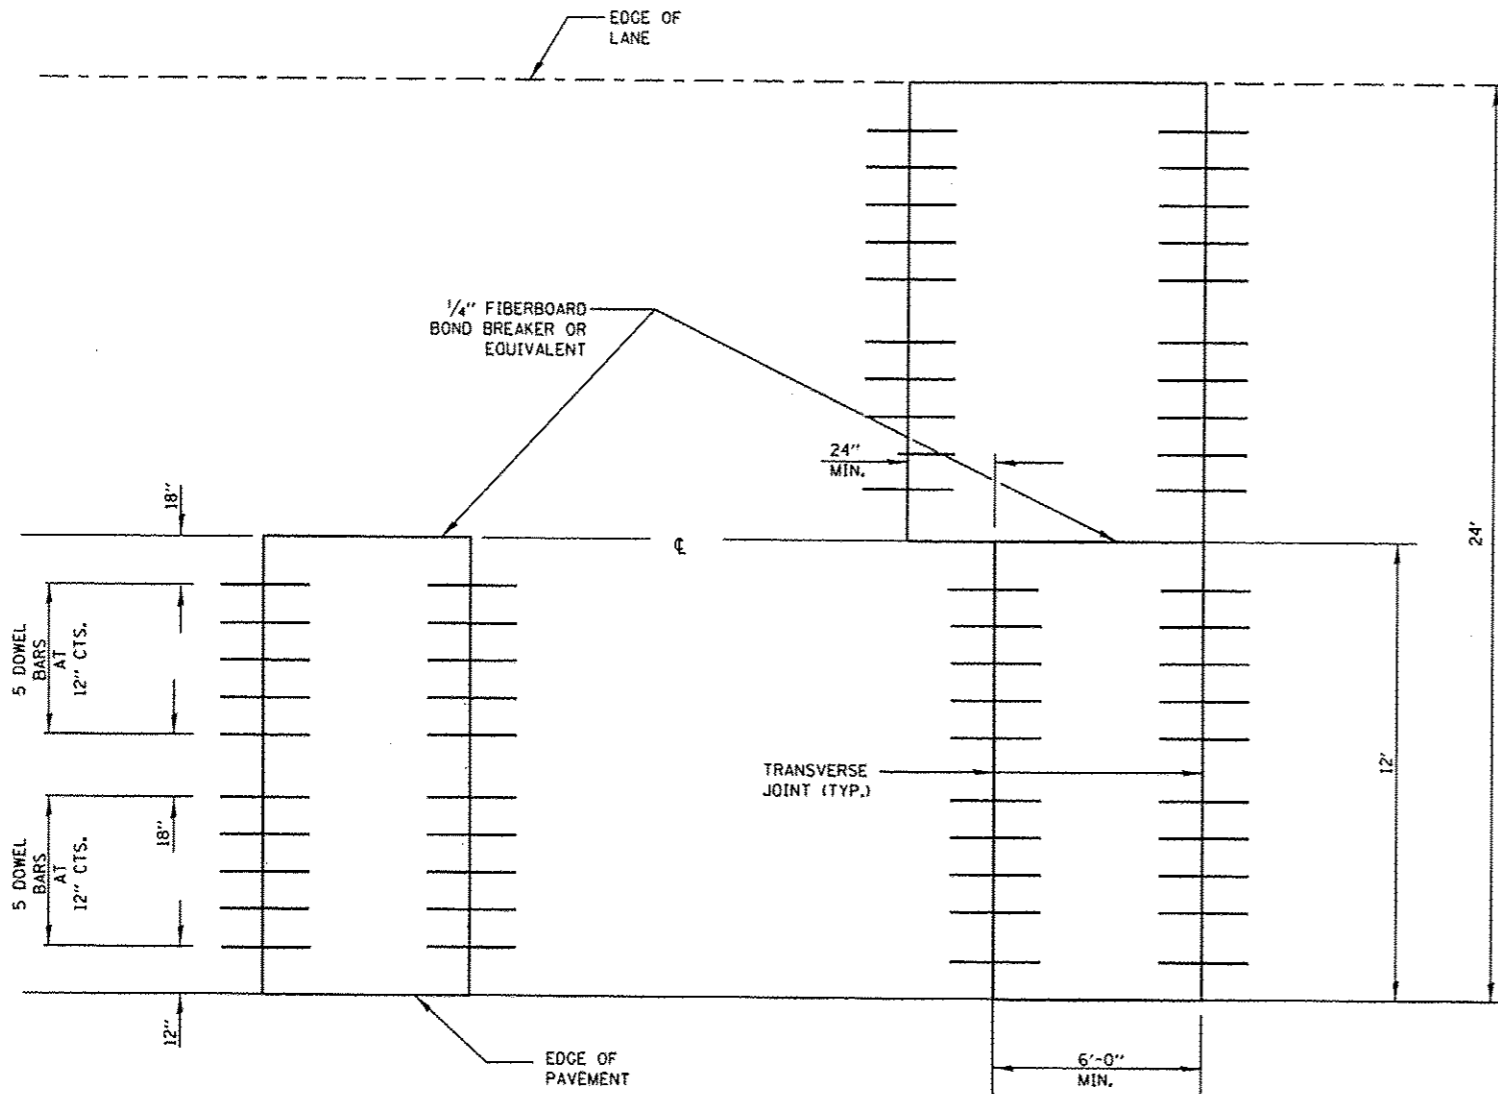 EDGE OF
LANE
1/4" FIBERBOARD
BOND BREAKER OR
EQUIVALENT
24"
MIN.
18"
℄
24'
5 DOWEL
BARS
AT
12" CTS.
12'
TRANSVERSE
JOINT (TYP.)
5 DOWEL
BARS
AT
12" CTS.
18"
12"
EDGE OF
PAVEMENT
6'-0"
MIN.